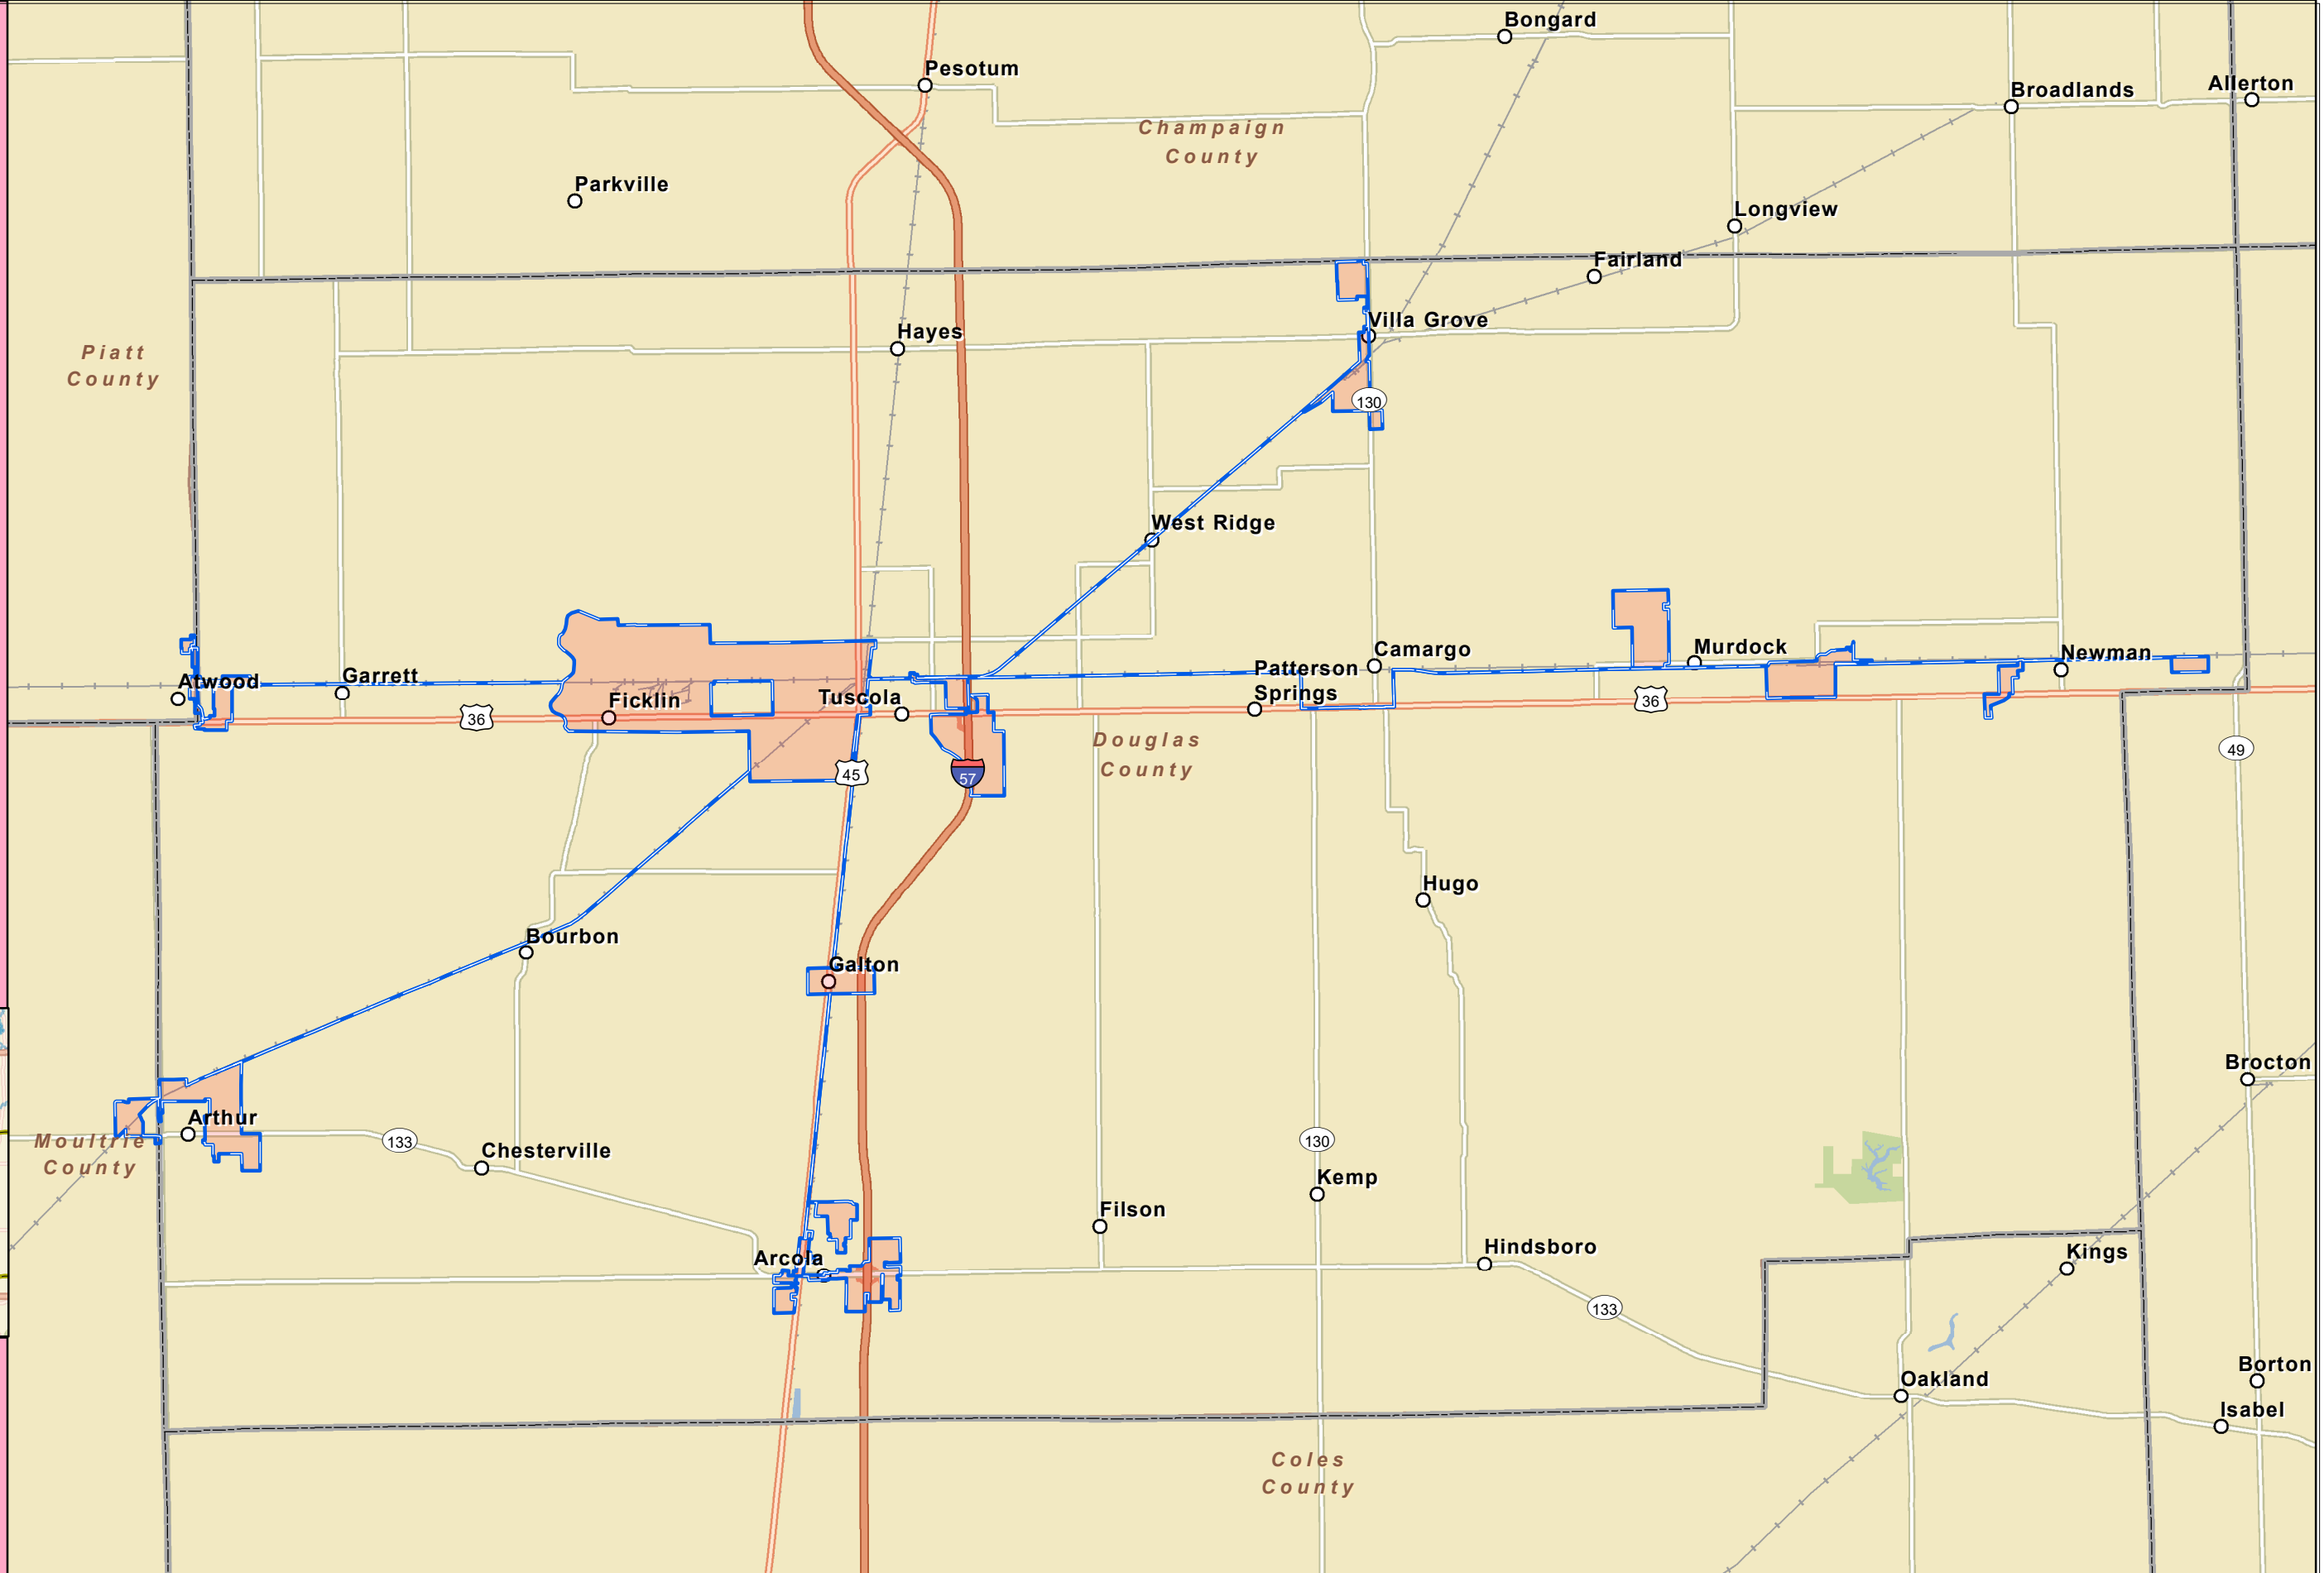 Bongard
Pesotum
Allerton
Broadlands
Champaign
County
Parkville
Longview
Fairland
Villa Grove
Hayes
Piatt
County
130
West Ridge
Camargo
Murdock
Newman
Patterson
Springs
Atwood
Garrett
Ficklin
Tuscola
36
36
Douglas
County
49
45
57
Hugo
Bourbon
Galton
Brocton
Arthur
133
Moultrie
County
Chesterville
130
Kemp
Filson
Arcola
Hindsboro
Kings
133
Borton
Oakland
Isabel
Coles
County